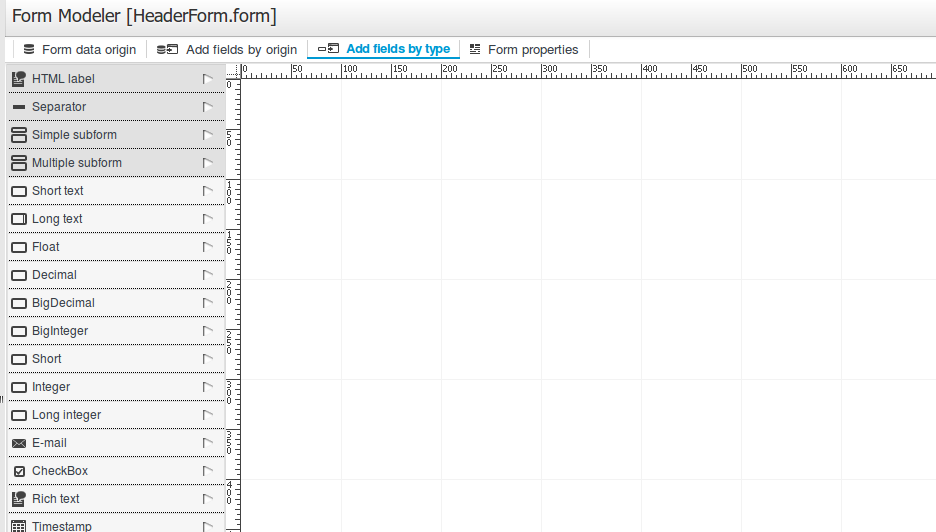 Form Modeler [HeaderForm.form]
Form data origin Add fields by origin Add fields by type Form properties
0 50 100 150 200 250 300 350 400 450 500 550 600 650
HTML label
Separator
Simple subform
Multiple subform
Short text
Long text
Float
Decimal
BigDecimal
BigInteger
Short
Integer
Long integer
E-mail
CheckBox
Rich text
Timestamp
0
50
100
150
200
250
300
350
400